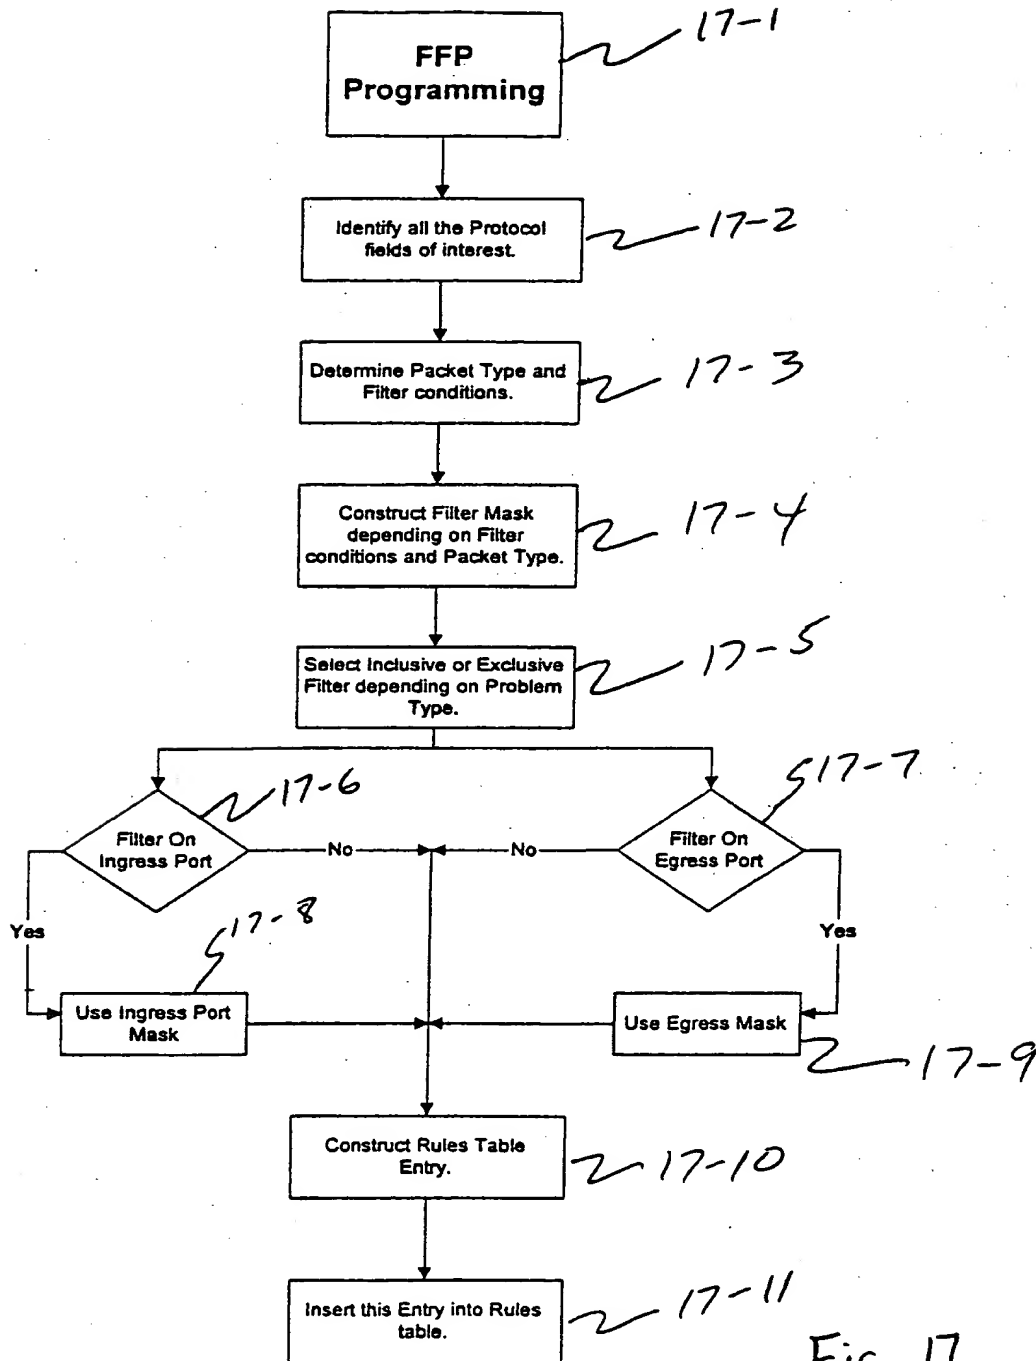 FFP
Programming
17-1
Identify all the Protocol
fields of interest.
17-2
Determine Packet Type and
Filter conditions.
17-3
Construct Filter Mask
depending on Filter
conditions and Packet Type.
17-4
Select Inclusive or Exclusive
Filter depending on Problem
Type.
17-5
Filter On
Ingress Port
17-6
No
No
Filter On
Egress Port
17-7
Yes
Yes
Use Ingress Port
Mask
17-8
Use Egress Mask
17-9
Construct Rules Table
Entry.
17-10
Insert this Entry into Rules
table.
17-11
Fig. 17